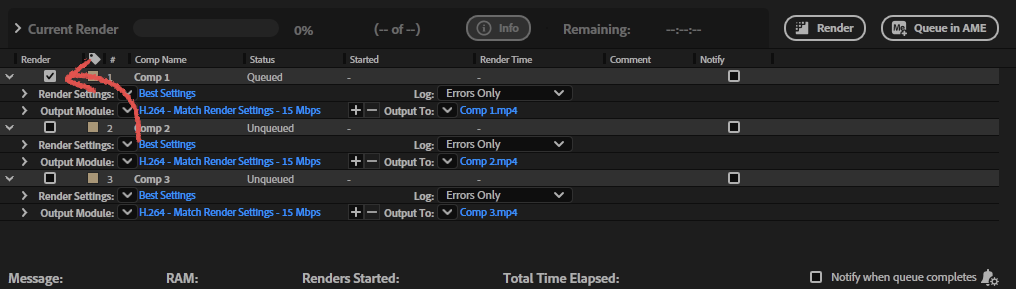 Current Render 0% (-- of --) Info Remaining: --:--:-- Render Queue in AME
Render # Comp Name Status Started Render Time Comment Notify
1 Comp 1 Queued - -
Render Settings: Best Settings Log: Errors Only
Output Module: H.264 - Match Render Settings - 15 Mbps Output To: Comp 1.mp4
2 Comp 2 Unqueued - -
Render Settings: Best Settings Log: Errors Only
Output Module: H.264 - Match Render Settings - 15 Mbps Output To: Comp 2.mp4
3 Comp 3 Unqueued - -
Render Settings: Best Settings Log: Errors Only
Output Module: H.264 - Match Render Settings - 15 Mbps Output To: Comp 3.mp4
Message: RAM: Renders Started: Total Time Elapsed: Notify when queue completes